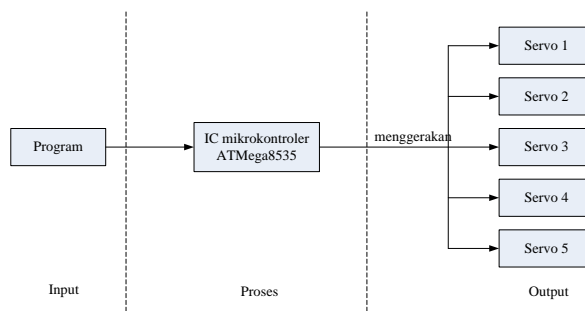 Servo 1
Servo 2
Program
IC mikrokontroler
ATMega8535
menggerakan
Servo 3
Servo 4
Servo 5
Input
Proses
Output